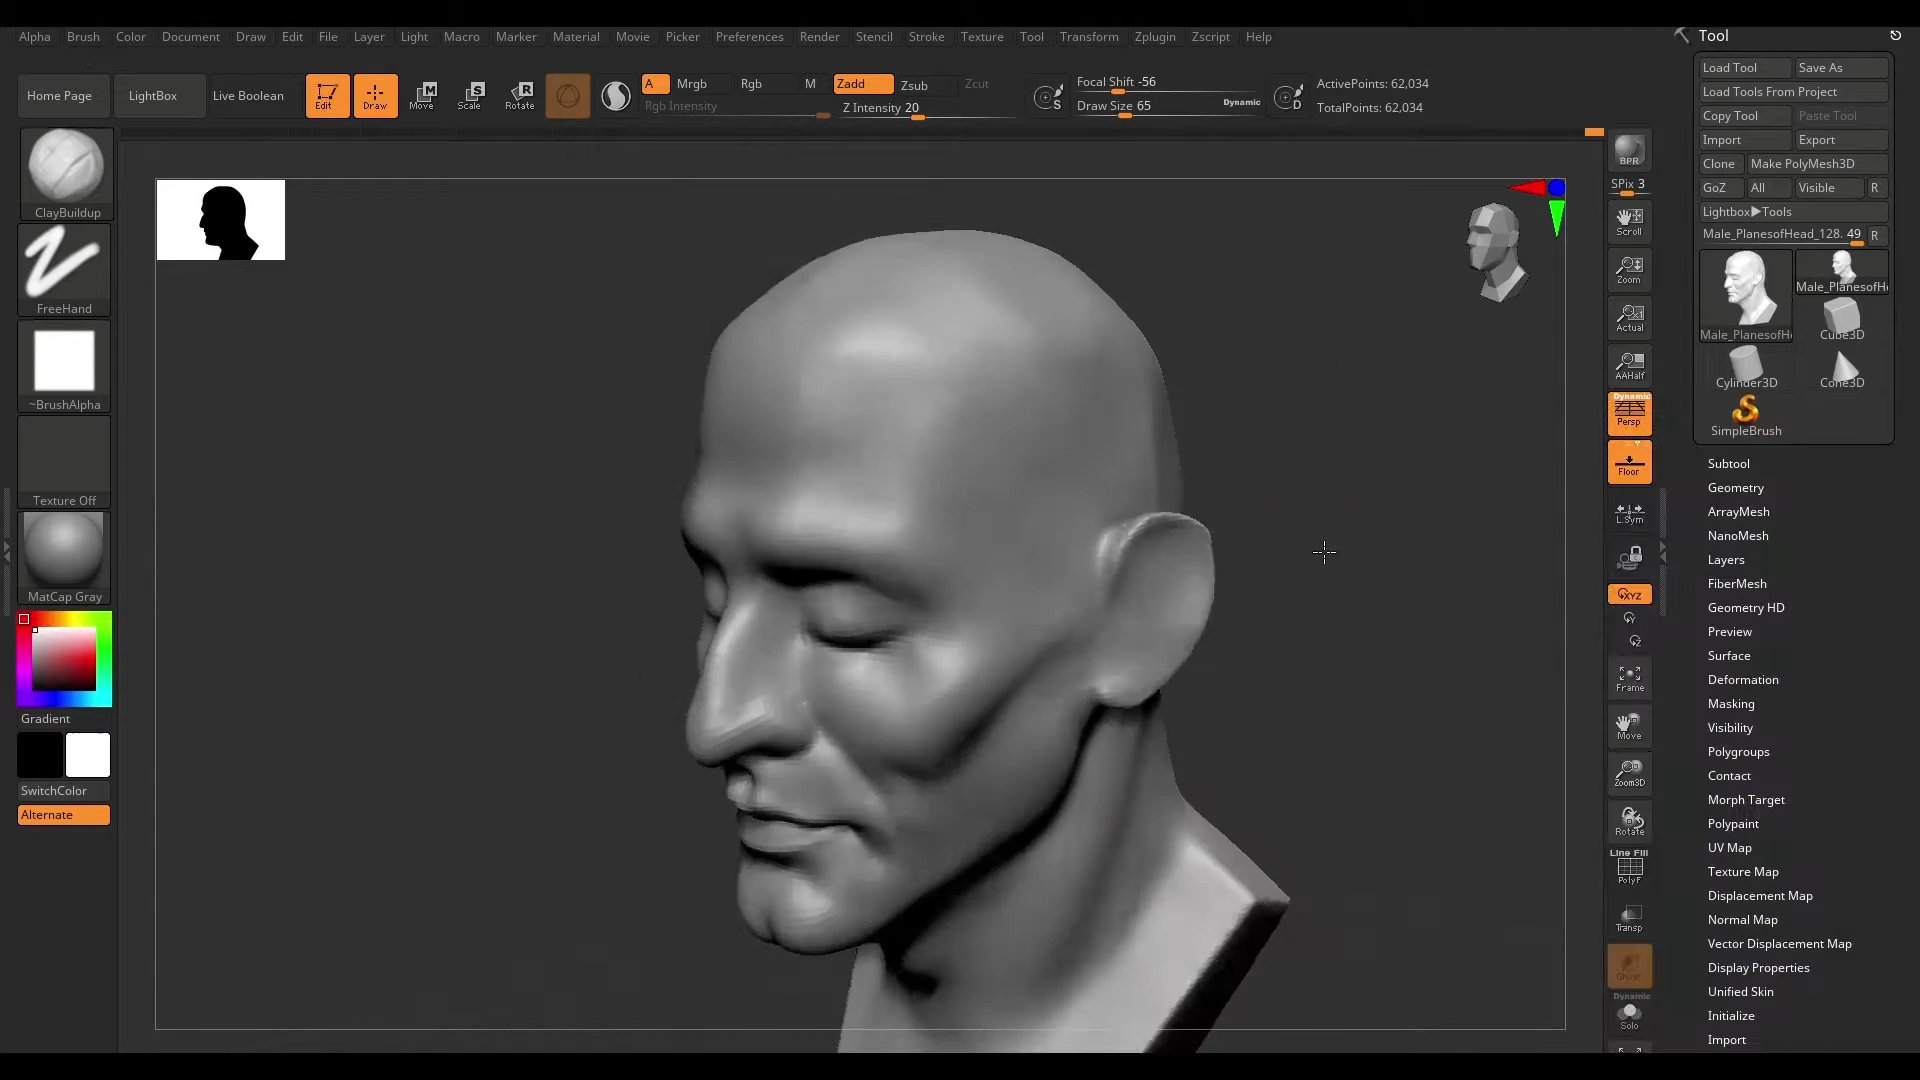 Alpha Brush Color Document Draw Edit File Layer Light Macro Marker Material Movie Picker Preferences Render Stencil Stroke Texture Tool Transform Zplugin Zscript Help
Home Page
LightBox
Live Boolean
Edit
Draw
Move
Scale
Rotate
A
Mrgb
Rgb
M
Zadd
Zsub
Zcut
Rgb Intensity
Z Intensity 20
S
Focal Shift -56
Draw Size 65
Dynamic
D
ActivePoints: 62,034
TotalPoints: 62,034
ClayBuildup
FreeHand
~BrushAlpha
Texture Off
MatCap Gray
Gradient
SwitchColor
Alternate
BPR
SPix 3
Scroll
Zoom
Actual
AAHalf
Dynamic
Persp
Floor
L.Sym
XYZ
Y
Z
Frame
Move
Zoom3D
Rotate
Line Fill
PolyF
Transp
Ghost
Dynamic
Solo
Tool
Load Tool
Save As
Load Tools From Project
Copy Tool
Paste Tool
Import
Export
Clone
Make PolyMesh3D
GoZ
All
Visible
R
Lightbox▶Tools
Male_PlanesofHead_128. 49
R
Male_PlanesofH
Male_PlanesofHe
Cube3D
Cylinder3D
Cone3D
SimpleBrush
Subtool
Geometry
ArrayMesh
NanoMesh
Layers
FiberMesh
Geometry HD
Preview
Surface
Deformation
Masking
Visibility
Polygroups
Contact
Morph Target
Polypaint
UV Map
Texture Map
Displacement Map
Normal Map
Vector Displacement Map
Display Properties
Unified Skin
Initialize
Import